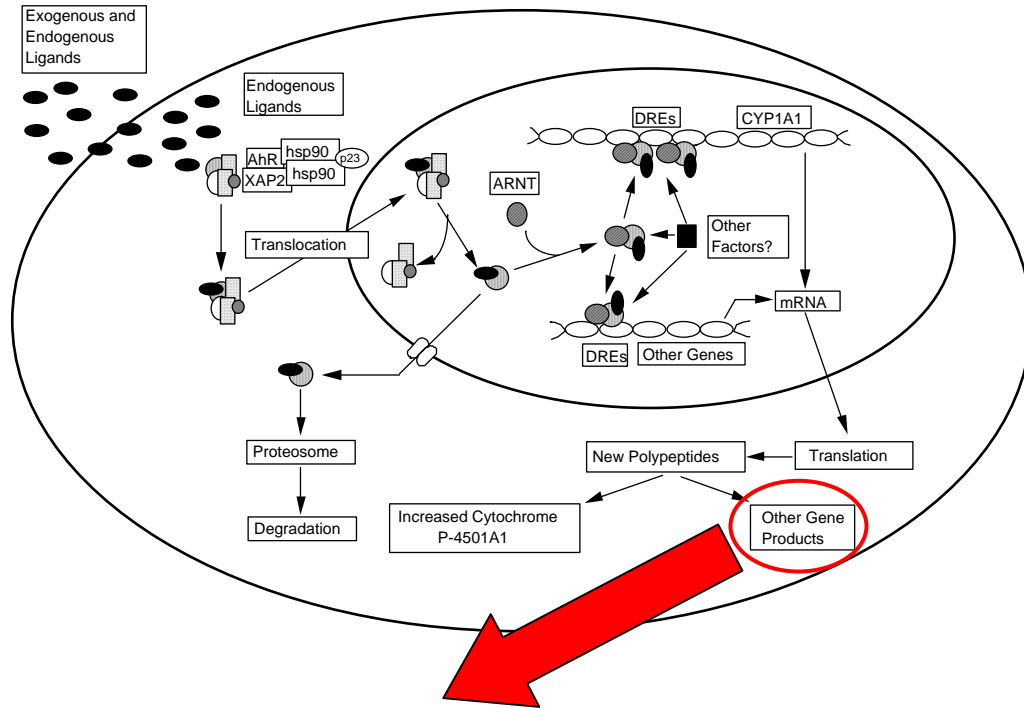 Exogenous and
Endogenous
Ligands
Endogenous
Ligands
AhR
hsp90
p23
XAP2
hsp90
Translocation
ARNT
DREs
CYP1A1
Other
Factors?
mRNA
DREs
Other Genes
Proteosome
Degradation
New Polypeptides
Translation
Increased Cytochrome
P-4501A1
Other Gene
Products